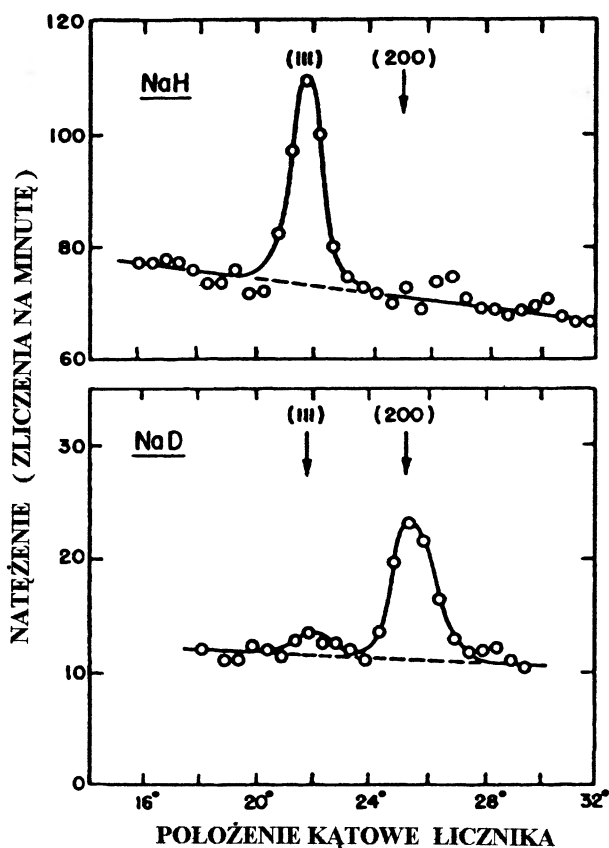 120
(111) (200)
NaH
100
80
60
(111) (200)
30
NaD
20
10
0
16° 20° 24° 28° 32°
POŁOŻENIE KĄTOWE ŁICZNIKA
NATĘŻENIE ( ZLICZENIA NA MINUTĘ )